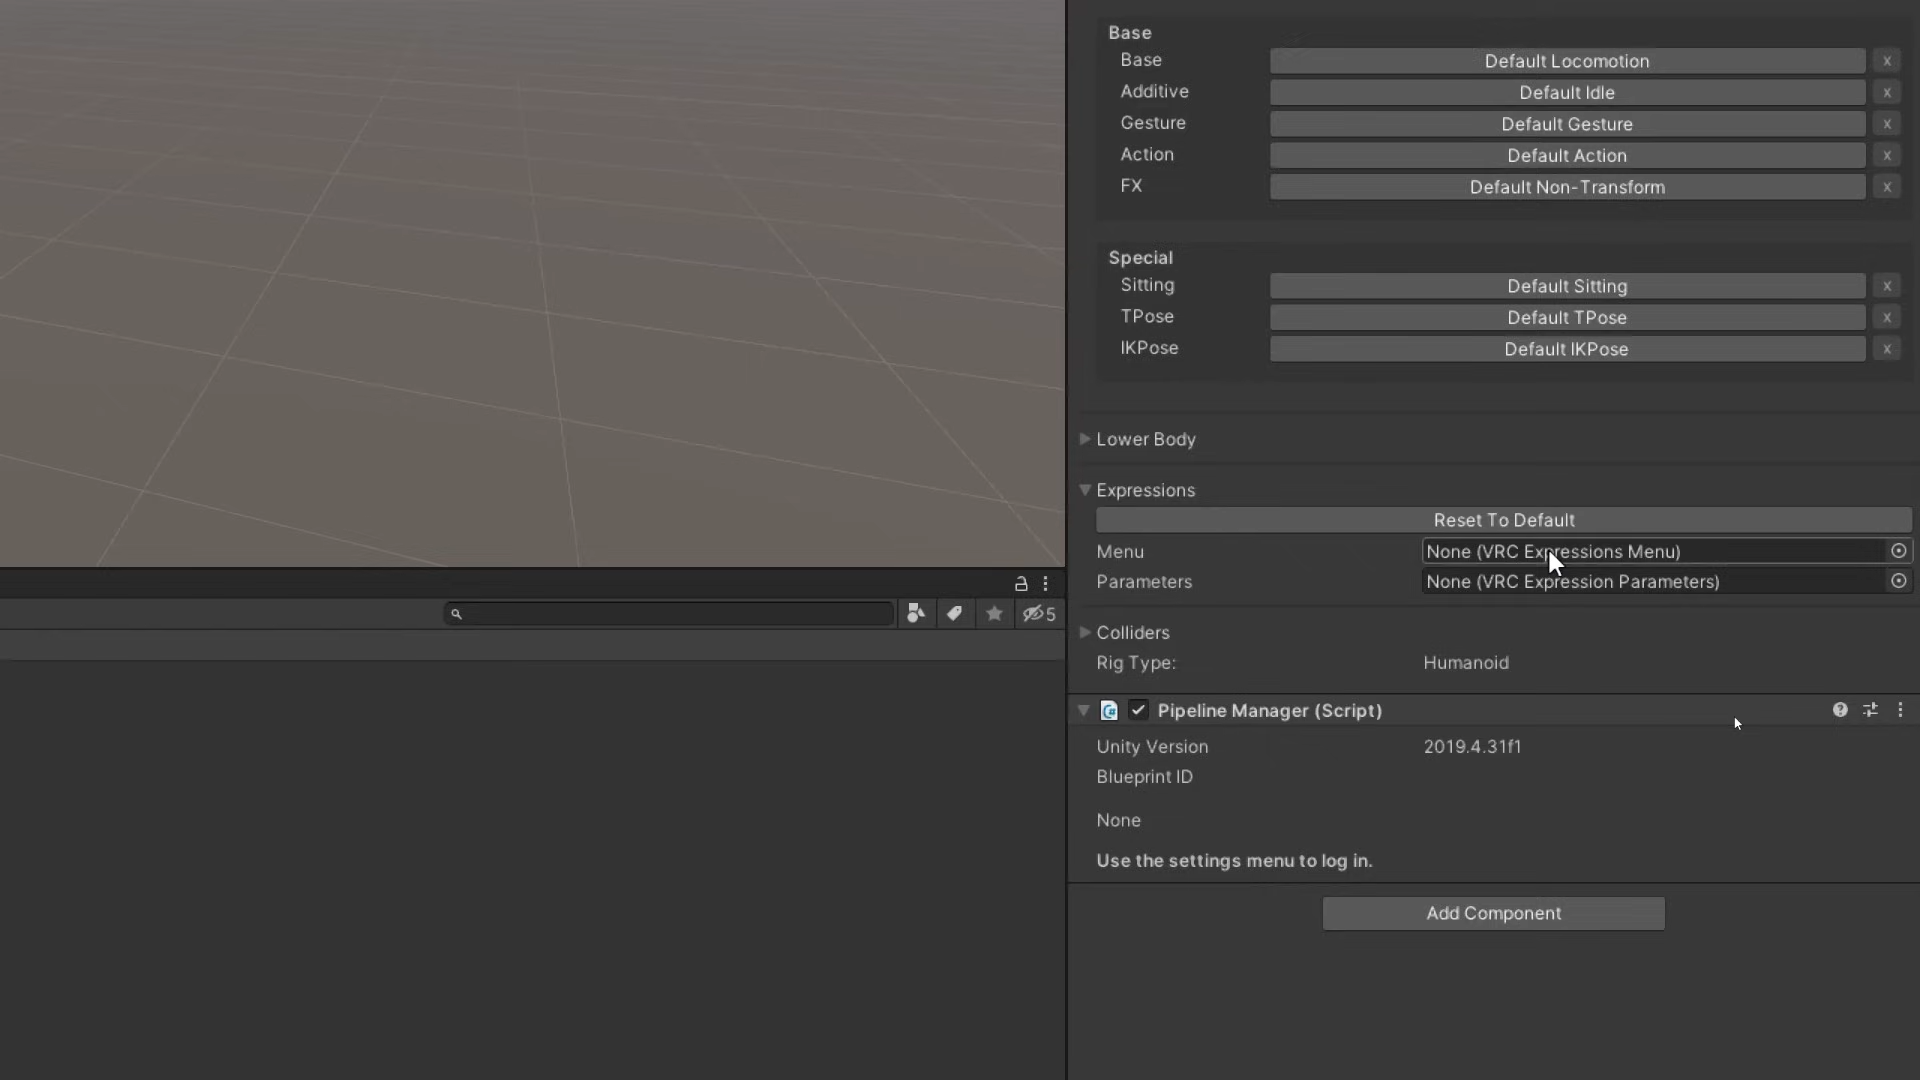 Base
Base Default Locomotion x
Additive Default Idle x
Gesture Default Gesture x
Action Default Action x
FX Default Non-Transform x
Special
Sitting Default Sitting x
TPose Default TPose x
IKPose Default IKPose x
Lower Body
Expressions
Reset To Default
Menu None (VRC Expressions Menu)
Parameters None (VRC Expression Parameters)
5
Colliders
Rig Type: Humanoid
Pipeline Manager (Script)
Unity Version 2019.4.31f1
Blueprint ID
None
Use the settings menu to log in.
Add Component